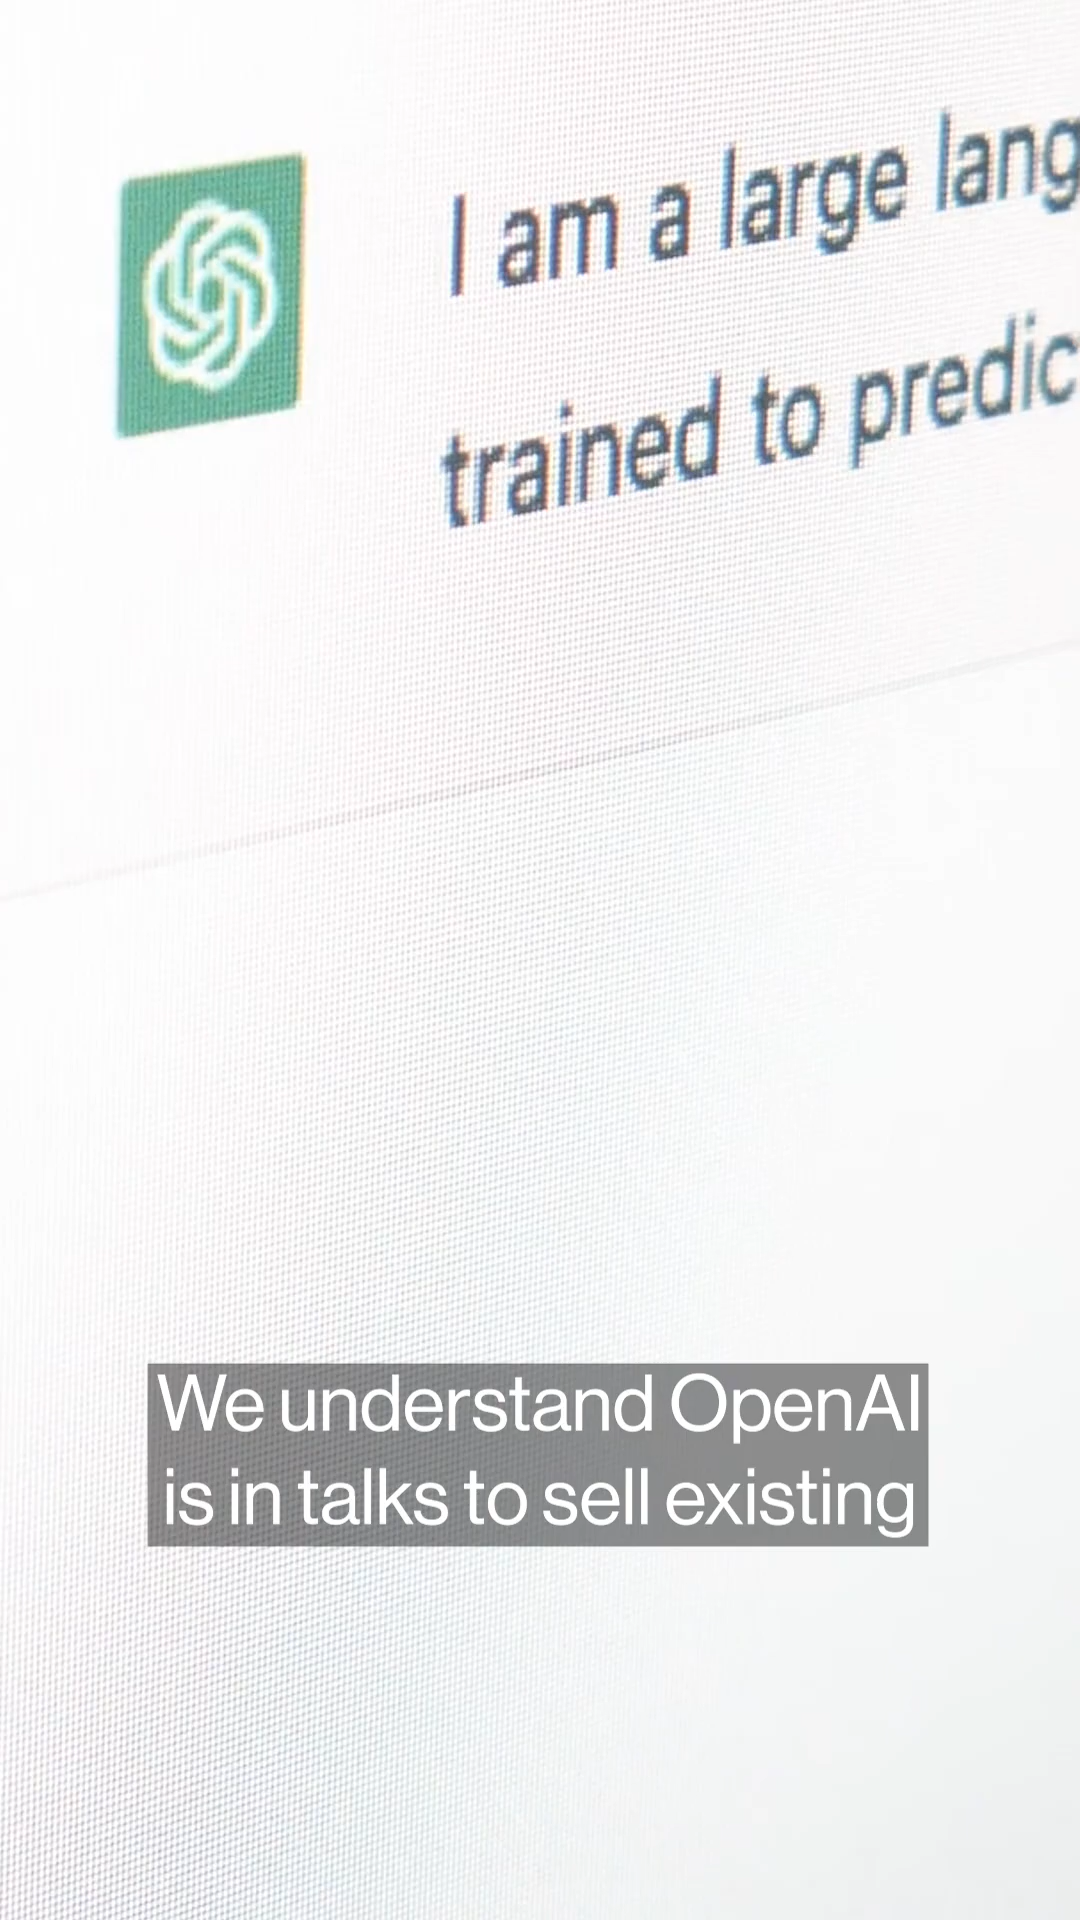 I am a large lang
trained to predic
We understand OpenAI
is in talks to sell existing